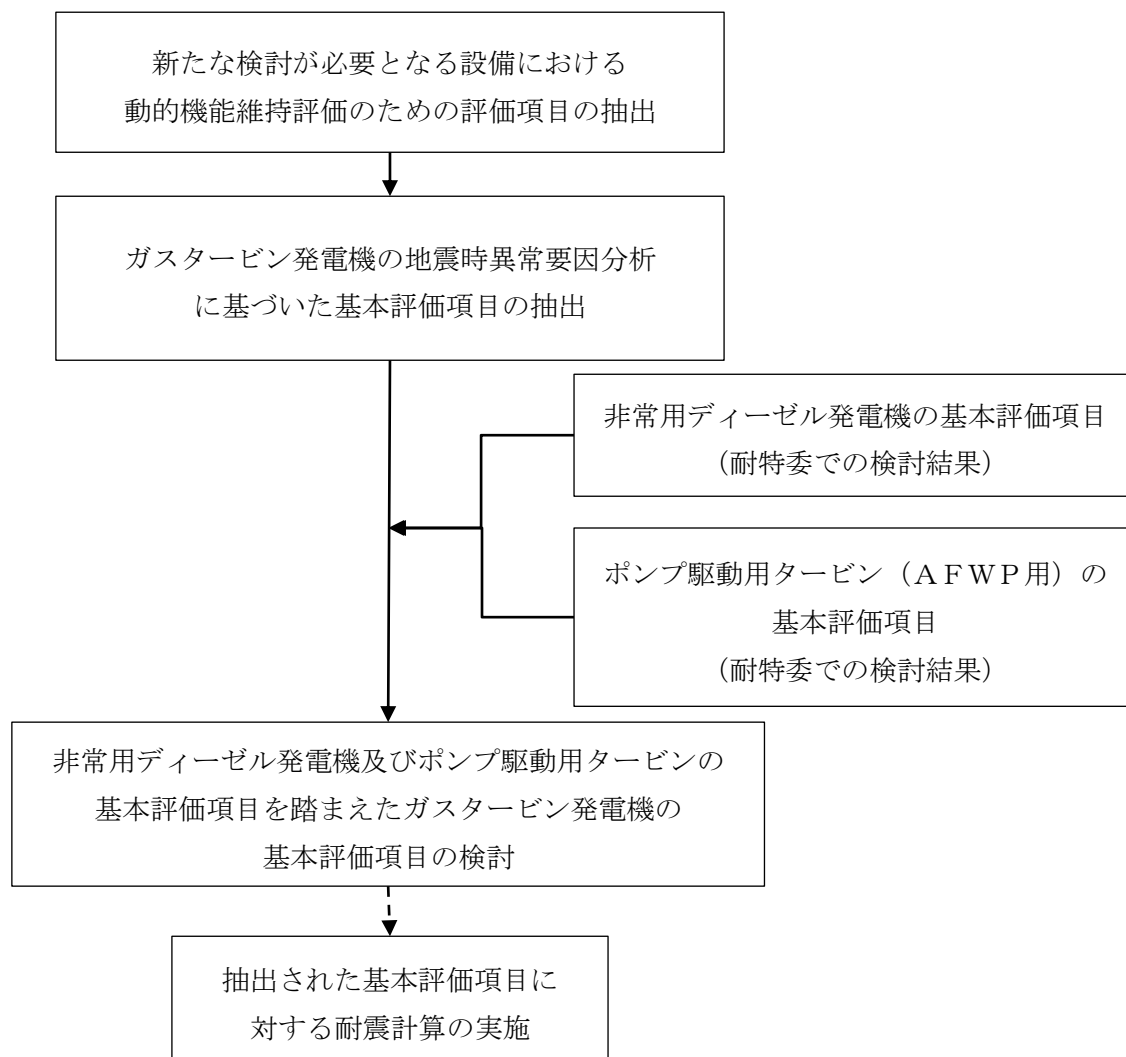 新たな検討が必要となる設備における
動的機能維持評価のための評価項目の抽出
ガスタービン発電機の地震時異常要因分析
に基づいた基本評価項目の抽出
非常用ディーゼル発電機の基本評価項目
（耐特委での検討結果）
ポンプ駆動用タービン（ＡＦＷＰ用）の
基本評価項目
（耐特委での検討結果）
非常用ディーゼル発電機及びポンプ駆動用タービンの
基本評価項目を踏まえたガスタービン発電機の
基本評価項目の検討
抽出された基本評価項目に
対する耐震計算の実施